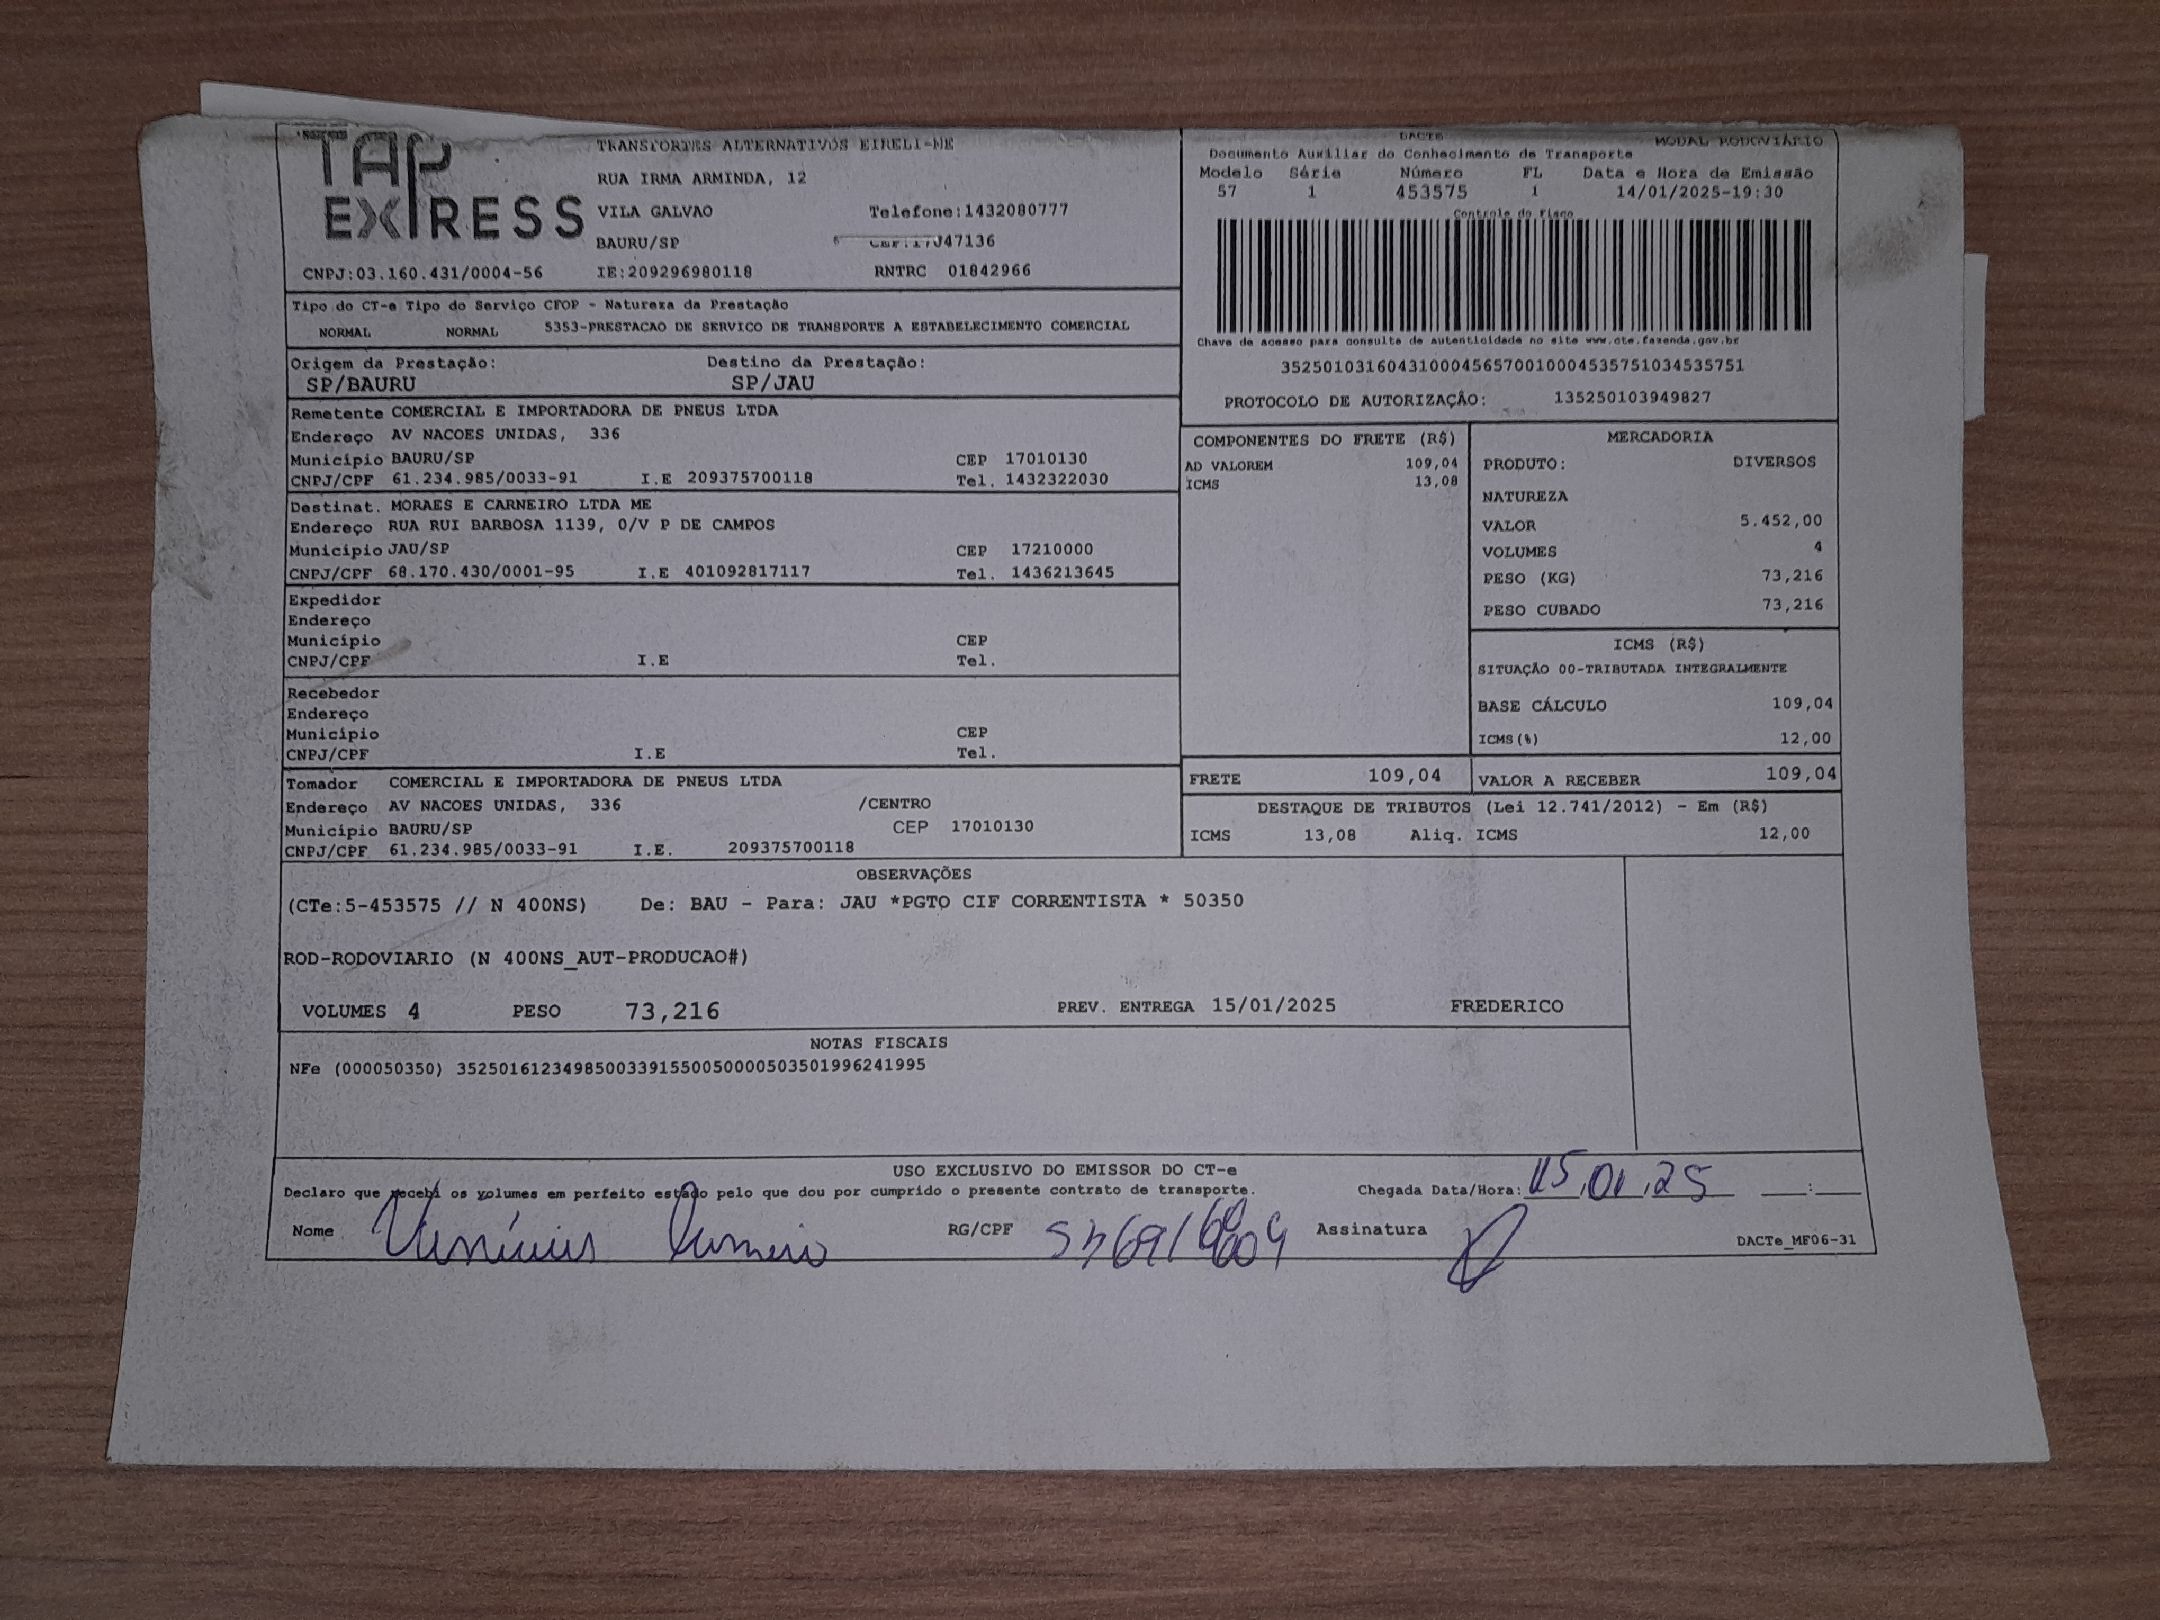 TAP EXPRESS
TRANSPORTES ALTERNATIVOS EIRELI-ME
RUA IRMA ARMINDA, 12
VILA GALVAO Telefone:1432080777
BAURU/SP CEP:17047136
CNPJ:03.160.431/0004-56 IE:209296980118 RNTRC 01842966
DACTE MODAL RODOVIÁRIO
Documento Auxiliar do Conhecimento de Transporte
Modelo Série Número FL Data e Hora de Emissão
57 1 453575 1 14/01/2025-19:30
Controle do Fisco
Chave de acesso para consulta de autenticidade no site www.cte.fazenda.gov.br
35250103160431000456570010004535751034535751
PROTOCOLO DE AUTORIZAÇÃO: 135250103949827
Tipo do CT-e Tipo do Serviço CFOP - Natureza da Prestação
NORMAL NORMAL 5353-PRESTACAO DE SERVICO DE TRANSPORTE A ESTABELECIMENTO COMERCIAL
Origem da Prestação: Destino da Prestação:
SP/BAURU SP/JAU
Remetente COMERCIAL E IMPORTADORA DE PNEUS LTDA
Endereço AV NACOES UNIDAS, 336
Município BAURU/SP CEP 17010130
CNPJ/CPF 61.234.985/0033-91 I.E 209375700118 Tel. 1432322030
Destinat. MORAES E CARNEIRO LTDA ME
Endereço RUA RUI BARBOSA 1139, 0/V P DE CAMPOS
Município JAU/SP CEP 17210000
CNPJ/CPF 68.170.430/0001-95 I.E 401092817117 Tel. 1436213645
Expedidor
Endereço
Município CEP
CNPJ/CPF I.E Tel.
Recebedor
Endereço
Município CEP
CNPJ/CPF I.E Tel.
Tomador COMERCIAL E IMPORTADORA DE PNEUS LTDA
Endereço AV NACOES UNIDAS, 336 /CENTRO
Município BAURU/SP CEP 17010130
CNPJ/CPF 61.234.985/0033-91 I.E. 209375700118
COMPONENTES DO FRETE (R$)
AD VALOREM 109,04
ICMS 13,08
MERCADORIA
PRODUTO: DIVERSOS
NATUREZA
VALOR 5.452,00
VOLUMES 4
PESO (KG) 73,216
PESO CUBADO 73,216
ICMS (R$)
SITUAÇÃO 00-TRIBUTADA INTEGRALMENTE
BASE CÁLCULO 109,04
ICMS(%) 12,00
FRETE 109,04 VALOR A RECEBER 109,04
DESTAQUE DE TRIBUTOS (Lei 12.741/2012) - Em (R$)
ICMS 13,08 Aliq. ICMS 12,00
OBSERVAÇÕES
(CTe:5-453575 // N 400NS) De: BAU - Para: JAU *PGTO CIF CORRENTISTA * 50350
ROD-RODOVIARIO (N 400NS_AUT-PRODUCAO#)
VOLUMES 4 PESO 73,216 PREV. ENTREGA 15/01/2025 FREDERICO
NOTAS FISCAIS
NFe (000050350) 35250161234985003391550050000503501996241995
USO EXCLUSIVO DO EMISSOR DO CT-e
Declaro que recebi os volumes em perfeito estado pelo que dou por cumprido o presente contrato de transporte. Chegada Data/Hora: 15.01.25 __:__
Nome Vinícius RG/CPF Assinatura
DACTe_MF06-31